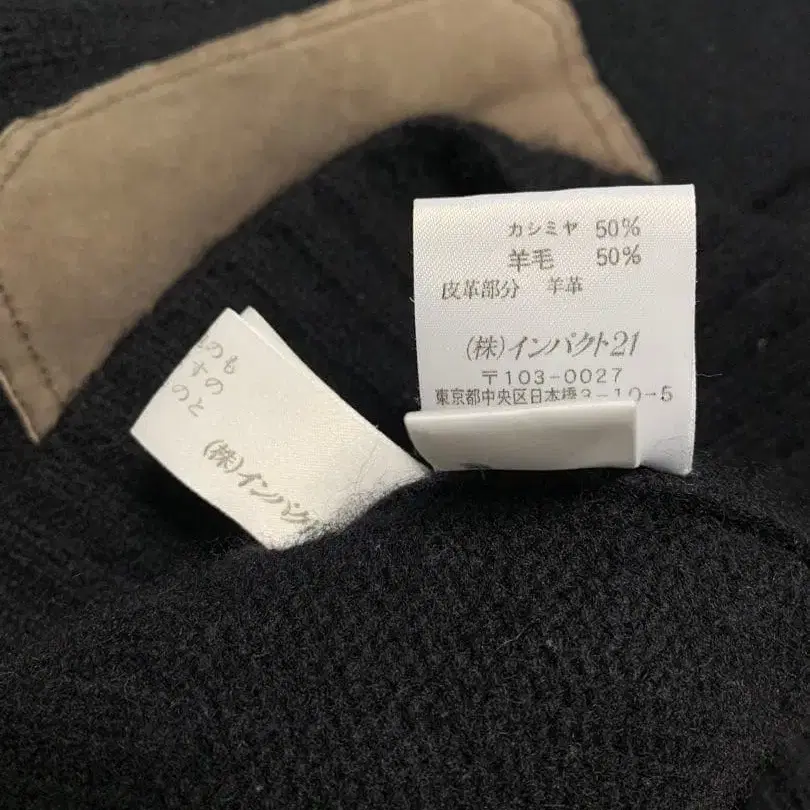 カシミヤ 50%
羊毛 50%
皮革部分 羊革
(株)インパクト21
〒103-0027
東京都中央区日本橋3-10-5
のも
すの
のと
(株)インパクト